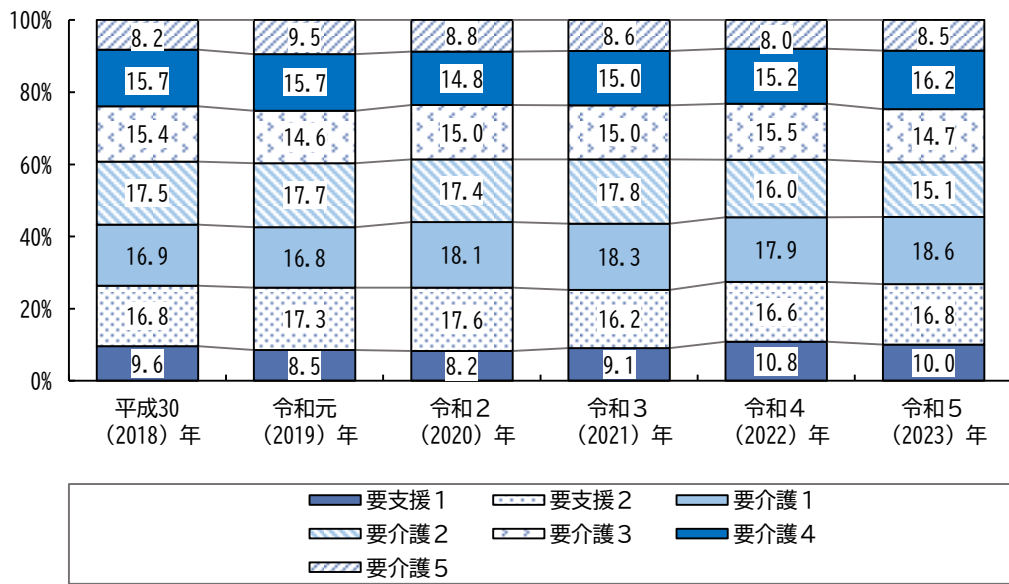 100%
8.2 9.5 8.8 8.6 8.0 8.5
15.7 15.7 14.8 15.0 15.2 16.2
80%
15.4 14.6 15.0 15.0 15.5 14.7
60%
17.5 17.7 17.4 17.8 16.0 15.1
40%
16.9 16.8 18.1 18.3 17.9 18.6
20%
16.8 17.3 17.6 16.2 16.6 16.8
9.6 8.5 8.2 9.1 10.8 10.0
0%
平成30 令和元 令和２ 令和３ 令和４ 令和５
（2018）年 （2019）年 （2020）年 （2021）年 （2022）年 （2023）年
要支援１ 要支援２ 要介護１
要介護２ 要介護３ 要介護４
要介護５